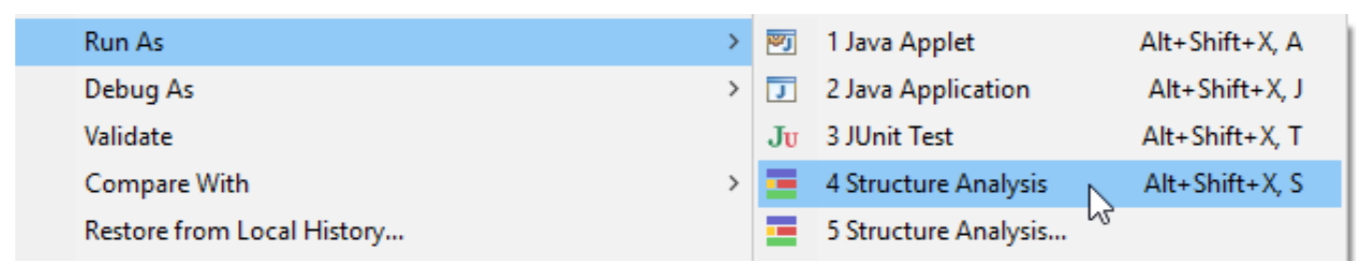 Run As
Debug As
Validate
Compare With
Restore from Local History...
1 Java Applet Alt+Shift+X, A
2 Java Application Alt+Shift+X, J
JU 3 JUnit Test Alt+Shift+X, T
4 Structure Analysis Alt+Shift+X, S
5 Structure Analysis...